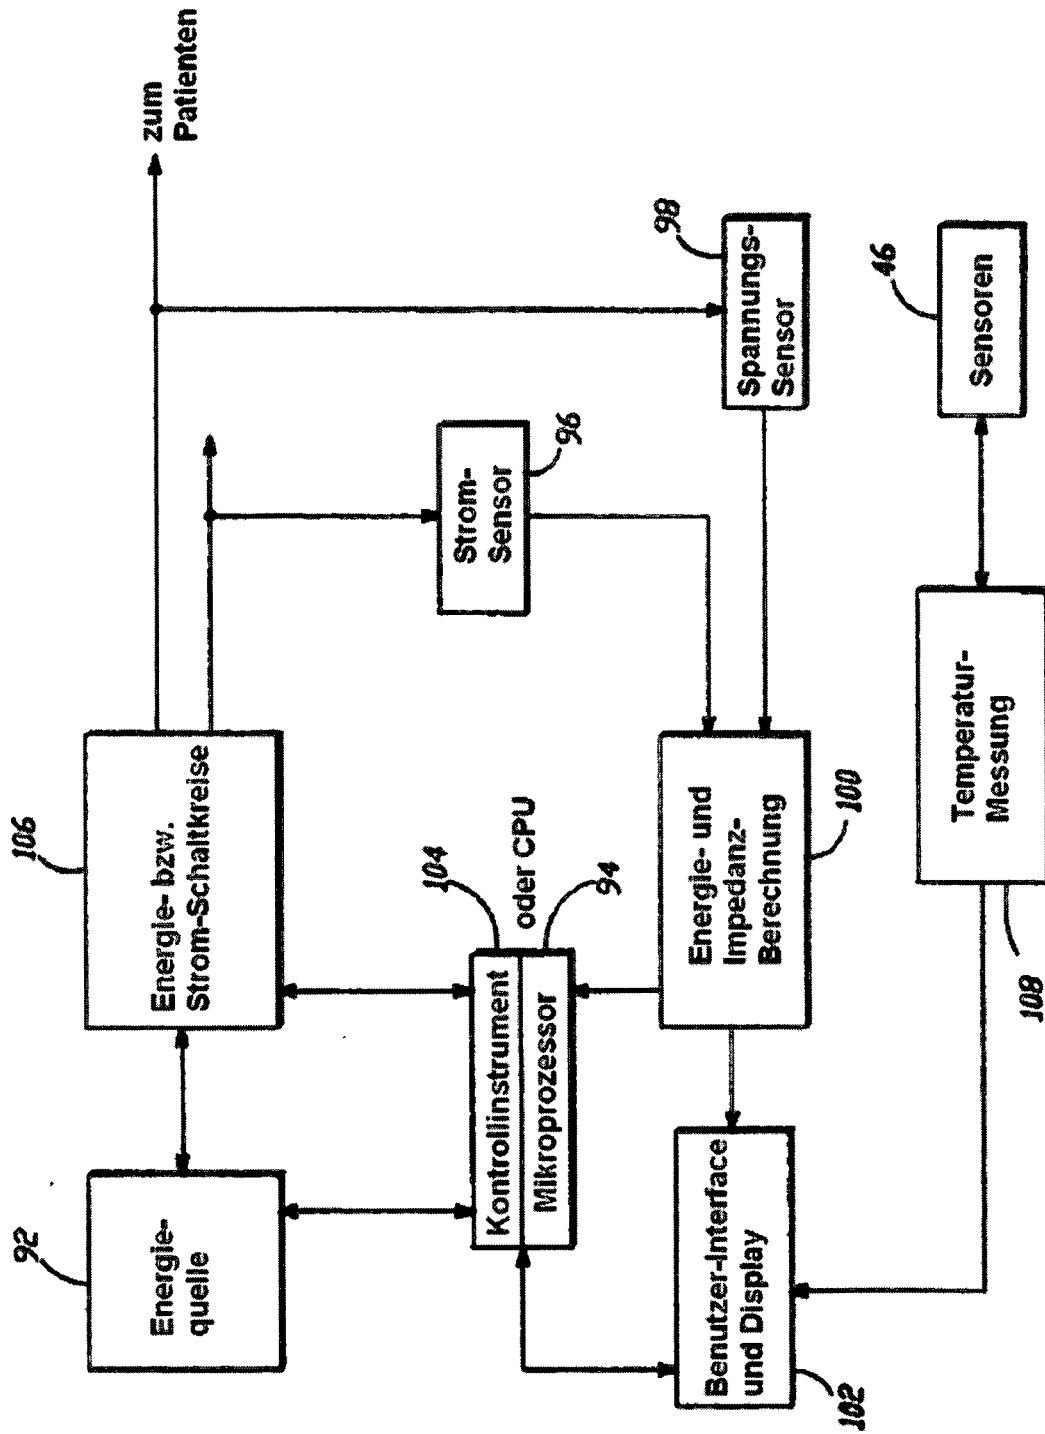 92
Energie-
quelle
106
Energie- bzw.
Strom-Schaltkreise
zum
Patienten
Kontrollinstrument
Mikroprozessor
104
oder CPU
94
Strom-
Sensor
96
98
Spannungs-
Sensor
Benutzer-Interface
und Display
102
Energie- und
Impedanz-
Berechnung
100
Temperatur-
Messung
108
46
Sensoren